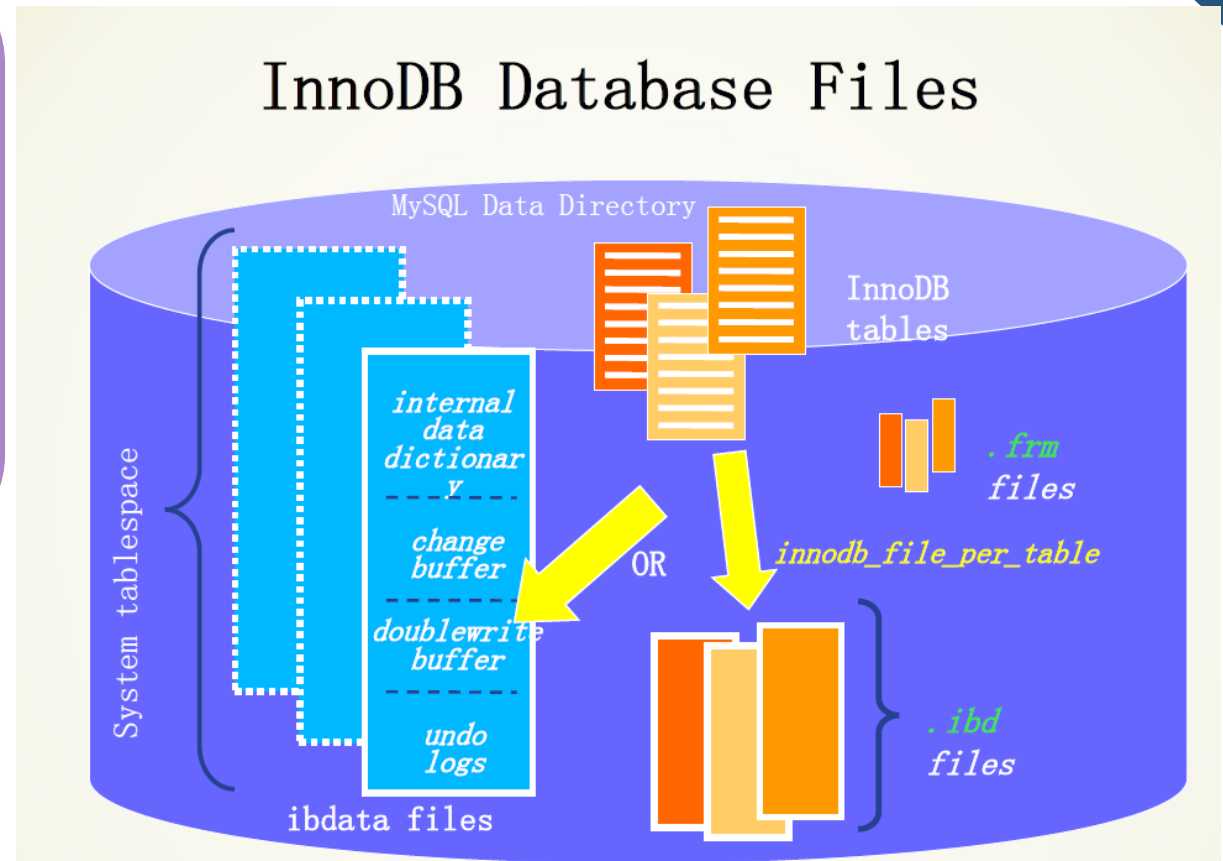 InnoDB Database Files
MySQL Data Directory
InnoDB
tables
internal
data
dictionar
y
change
buffer
doublewrite
buffer
undo
logs
System tablespace
ibdata files
OR
.frm
files
innodb_file_per_table
.ibd
files